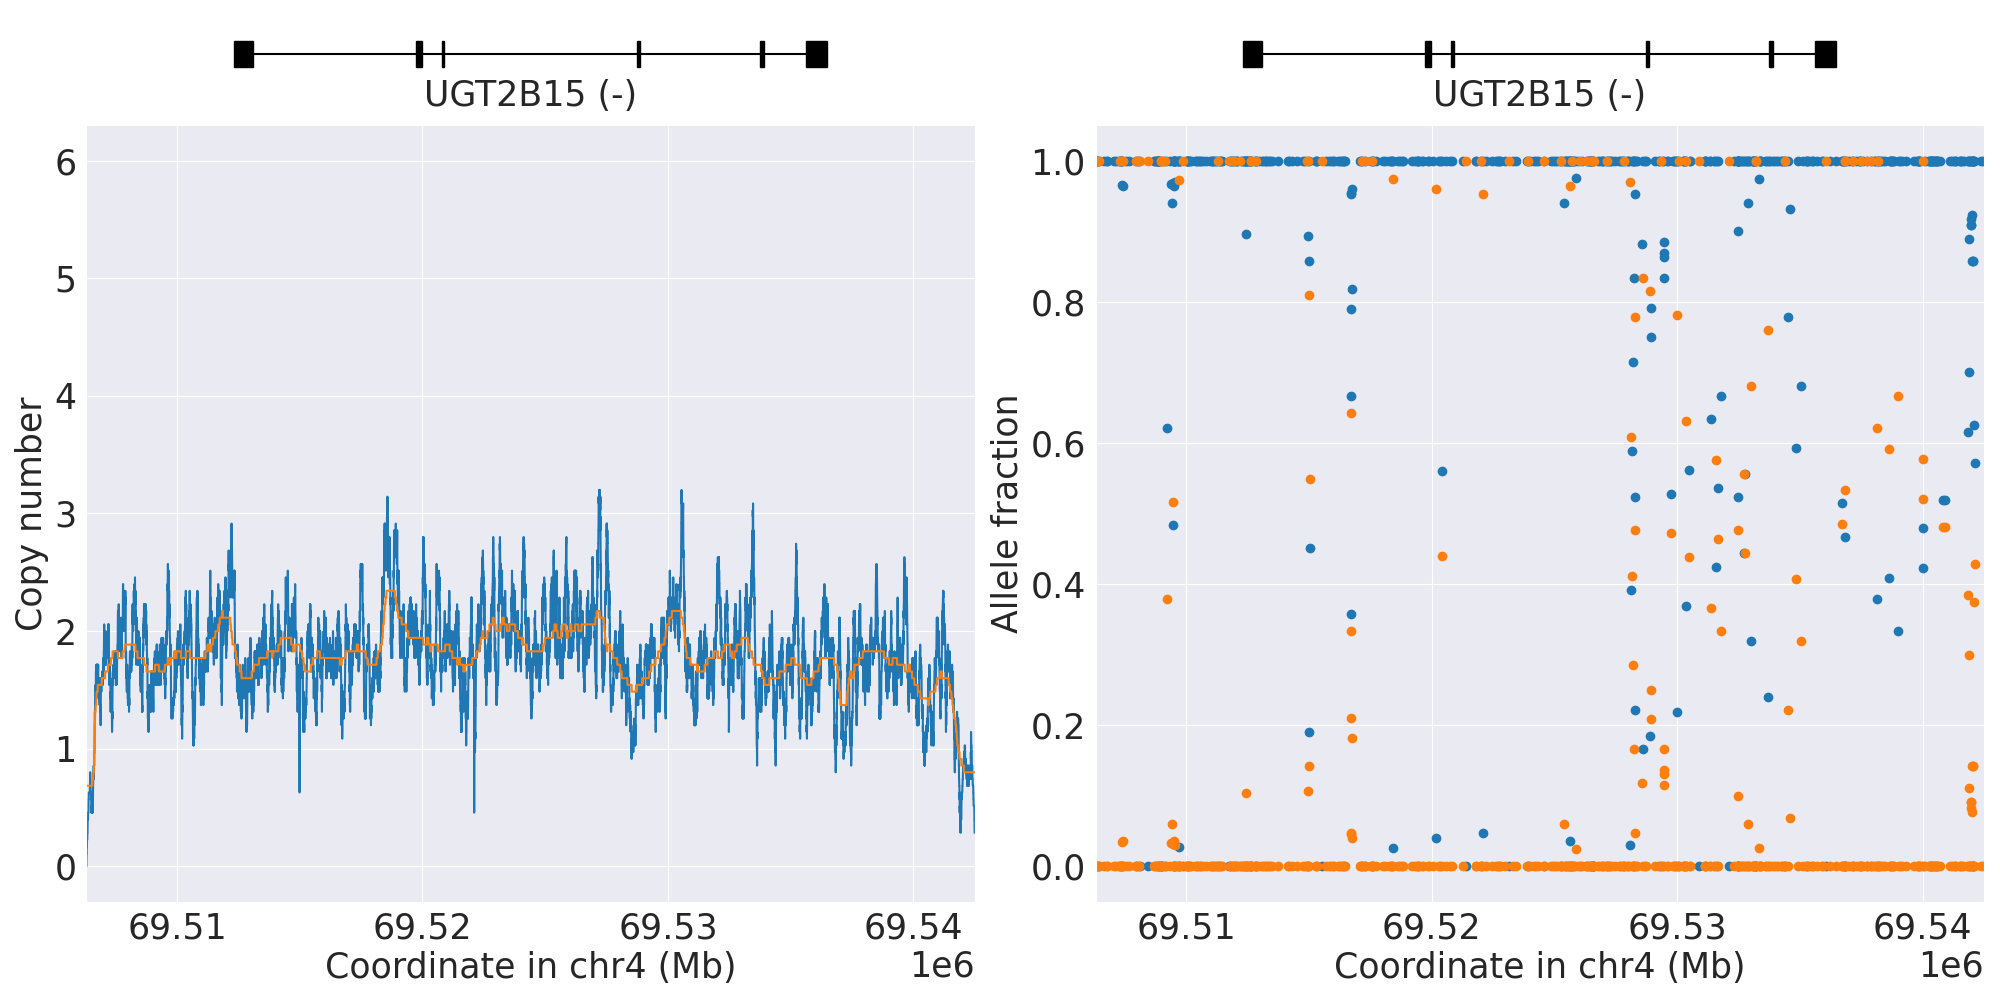 UGT2B15 (-)
UGT2B15 (-)
Copy number
6
5
4
3
2
1
0
69.51
69.52
69.53
69.54
Coordinate in chr4 (Mb)
1e6
Allele fraction
1.0
0.8
0.6
0.4
0.2
0.0
69.51
69.52
69.53
69.54
Coordinate in chr4 (Mb)
1e6